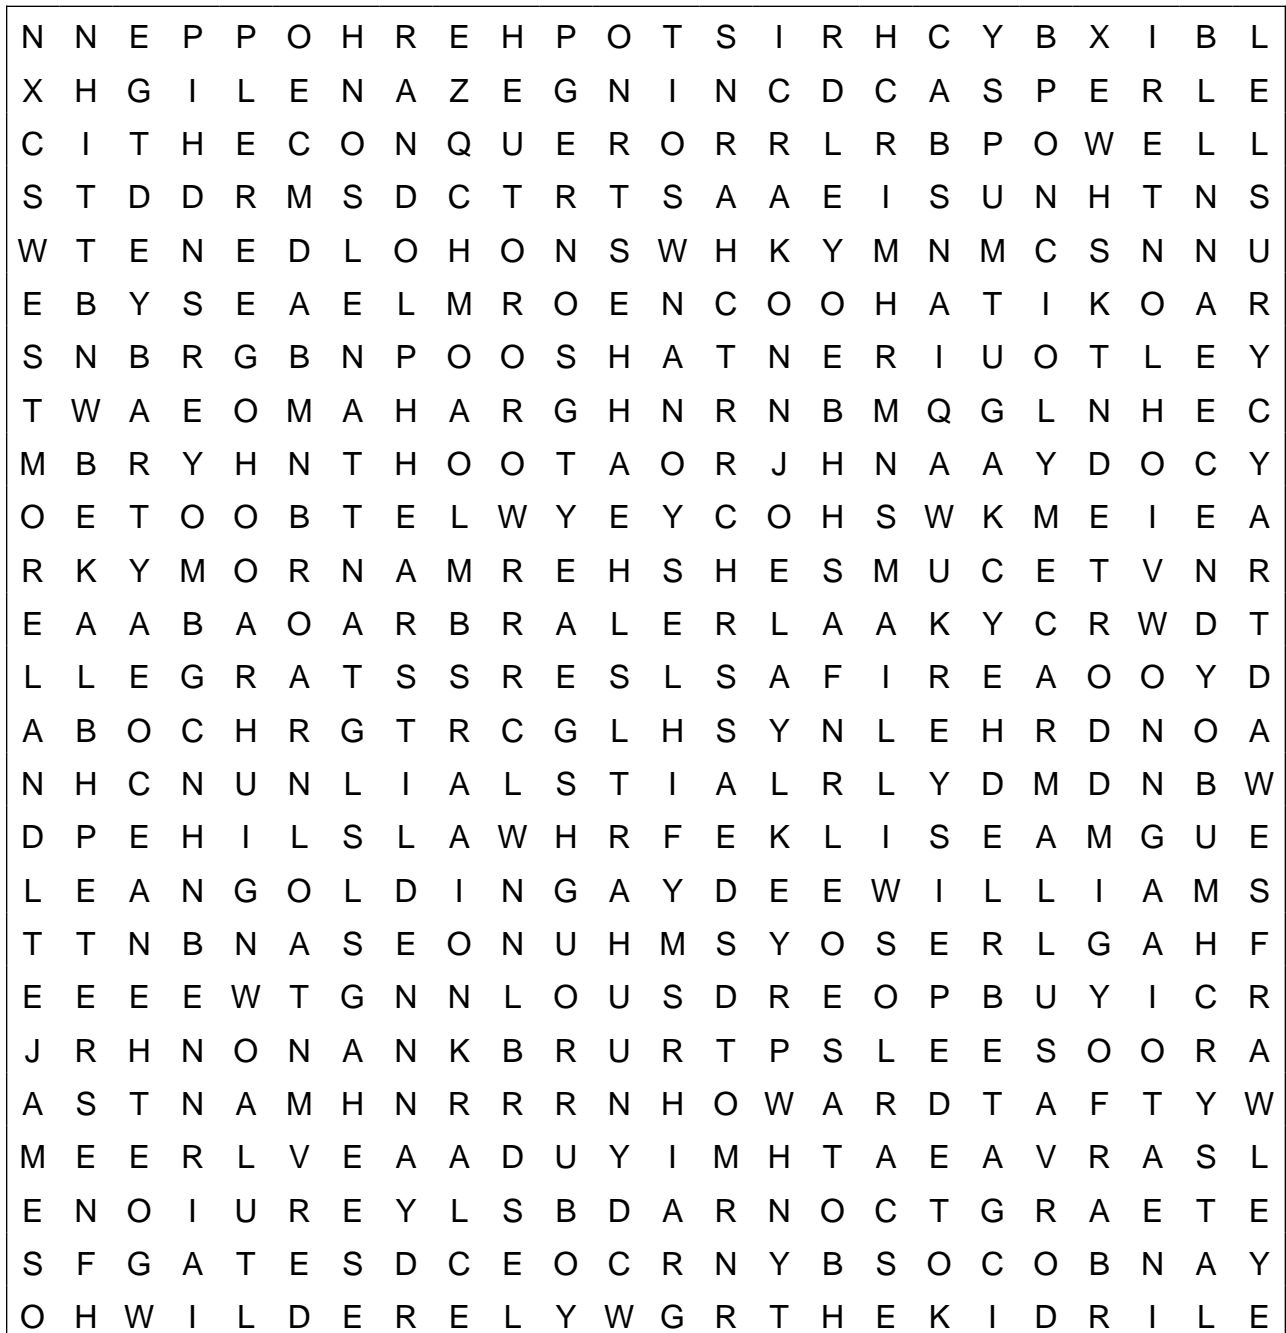 N N E P P O H R E H P O T S I R H C Y B X I B L
X H G I L E N A Z E G N I N C D C A S P E R L E
C I T H E C O N Q U E R O R R L R B P O W E L L
S T D D R M S D C T R T S A A E I S U N H T N S
W T E N E D L O H O N S W H K Y M N M C S N N U
E B Y S E A E L M R O E N C O O H A T I K O A R
S N B R G B N P O O S H A T N E R I U O T L E Y
T W A E O M A H A R G H N R N B M Q G L N H E C
M B R Y H N T H O O T A O R J H N A A Y D O C Y
O E T O O B T E L W Y E Y C O H S W K M E I E A
R K Y M O R N A M R E H S H E S M U C E T V N R
E A A B A O A R B R A L E R L A A K Y C R W D T
L L E G R A T S S R E S L S A F I R E A O O Y D
A B O C H R G T R C G L H S Y N L E H R D N O A
N H C N U N L I A L S T I A L R L Y D M D N B W
D P E H I L S L A W H R F E K L I S E A M G U E
L E A N G O L D I N G A Y D E E W I L L I A M S
T T N B N A S E O N U H M S Y O S E R L G A H F
E E E E W T G N N L O U S D R E O P B U Y I C R
J R H N O N A N K B R U R T P S L E E S O O R A
A S T N A M H N R R R N H O W A R D T A F T Y W
M E E R L V E A A D U Y I M H T A E A V R A S L
E N O I U R E Y L S B D A R N O C T G R A E T E
S F G A T E S D C E O C R N Y B S O C O B N A Y
O H W I L D E R E L Y W G R T H E K I D R I L E